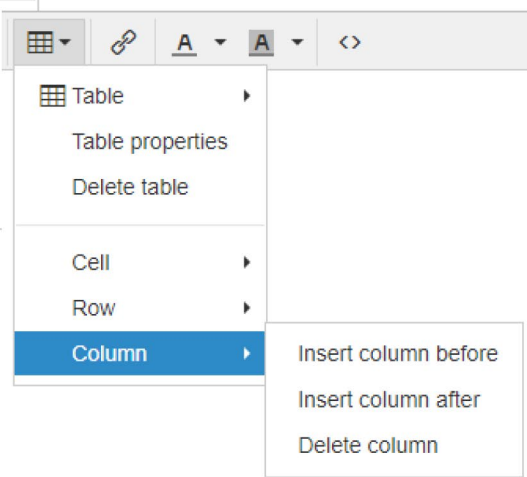 A
A
<>
Table
Table properties
Delete table
Cell
Row
Column
Insert column before
Insert column after
Delete column